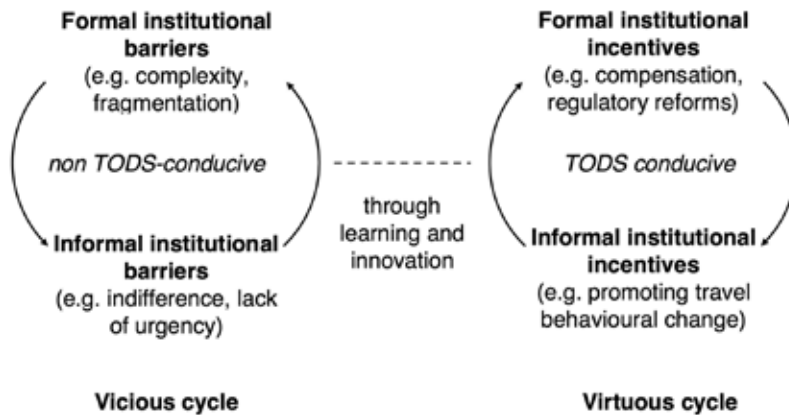 Formal institutional
barriers
(e.g. complexity,
fragmentation)
non TODS-conducive
Informal institutional
barriers
(e.g. indifference, lack
of urgency)
Vicious cycle
through
learning and
innovation
Formal institutional
incentives
(e.g. compensation,
regulatory reforms)
TODS conducive
Informal institutional
incentives
(e.g. promoting travel
behavioural change)
Virtuous cycle